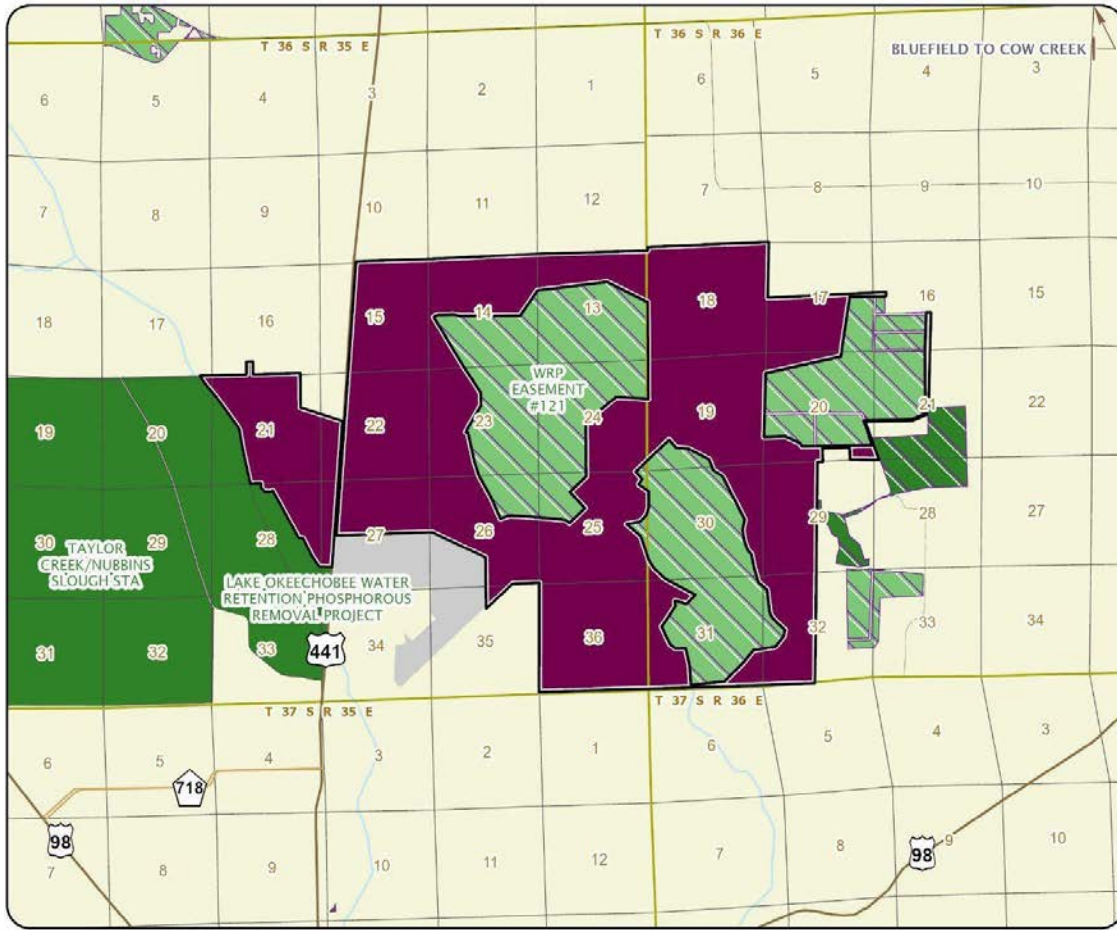 T 36 S R 35 E
T 36 S R 36 E
BLUEFIELD TO COW CREEK
6 5 4 3 2 1 6 5 4 3
7 8 9 10 11 12 7 8 9 10
18 17 16 15 14 13 18 17 16 15
WRP
EASEMENT
#121
19 20 21 22 23 24 19 20 21 22
30 29 28 27 26 25 30 29 28 27
TAYLOR
CREEK/NUBBINS
SLOUGH STA
LAKE OKEECHOBEE WATER
RETENTION PHOSPHOROUS
REMOVAL PROJECT
31 32 33 34 35 36 31 32 33 34
441
T 37 S R 35 E
T 37 S R 36 E
6 5 4 3 2 1 6 5 4 3
718
98
98
7 8 9 10 11 12 7 8 9 10